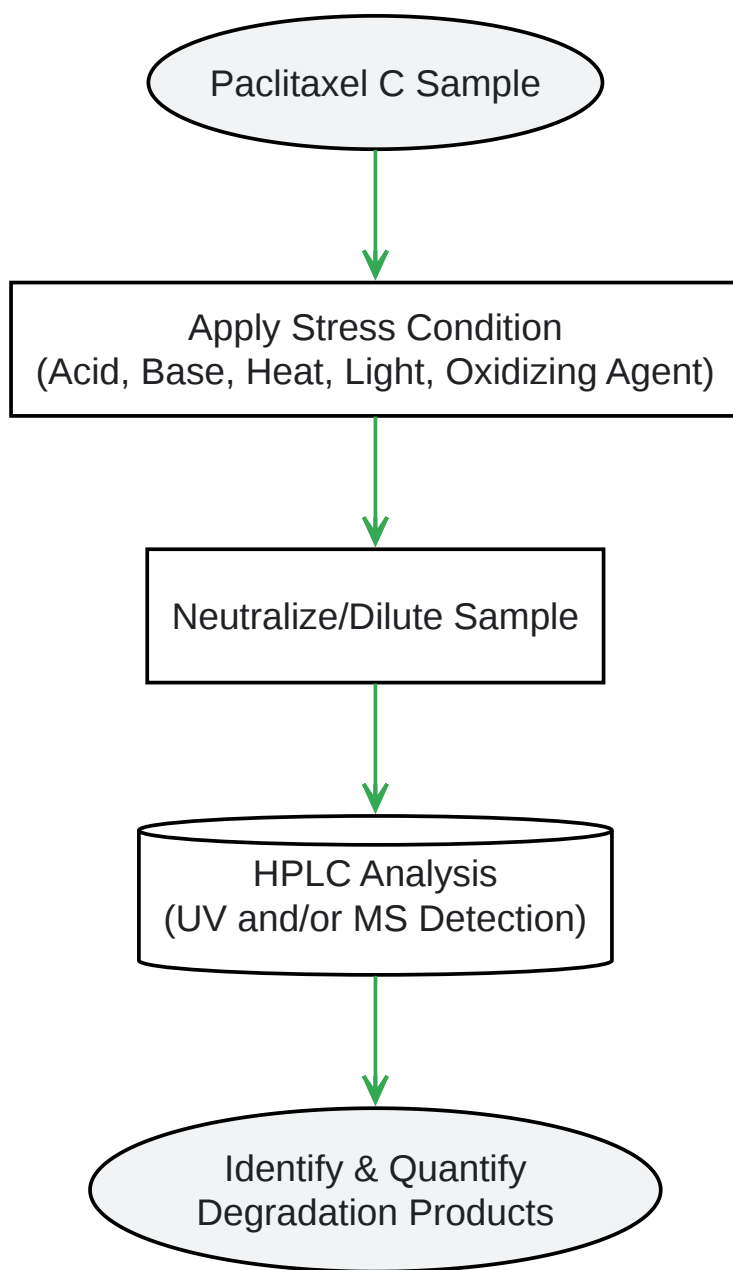 Paclitaxel C Sample
Apply Stress Condition
(Acid, Base, Heat, Light, Oxidizing Agent)
Neutralize/Dilute Sample
HPLC Analysis
(UV and/or MS Detection)
Identify & Quantify
Degradation Products